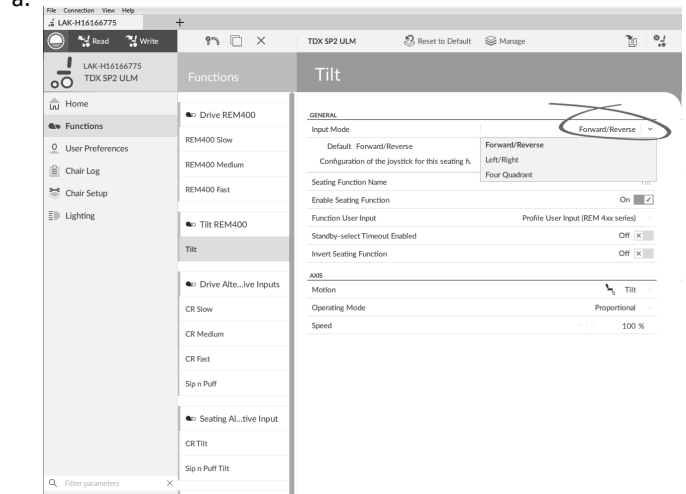 a.
File Connection View Help
LAK-H16166775 +
Read Write
TDX SP2 ULM Reset to Default Manage
LAK-H16166775
TDX SP2 ULM
Functions
Tilt
Home
Functions
User Preferences
Chair Log
Chair Setup
Lighting
Filter parameters
Drive REM400
REM400 Slow
REM400 Medium
REM400 Fast
Tilt REM400
Tilt
Drive Alte...ive Inputs
CR Slow
CR Medium
CR Fast
Sip n Puff
Seating Al...tive Input
CR Tilt
Sip n Puff Tilt
GENERAL
Input Mode Forward/Reverse
Default Forward/Reverse
Configuration of the joystick for this seating fu
Forward/Reverse
Left/Right
Four Quadrant
Seating Function Name Tilt
Enable Seating Function On
Function User Input Profile User Input (REM 4xx series)
Standby-select Timeout Enabled Off
Invert Seating Function Off
AXIS
Motion Tilt
Operating Mode Proportional
Speed 100 %